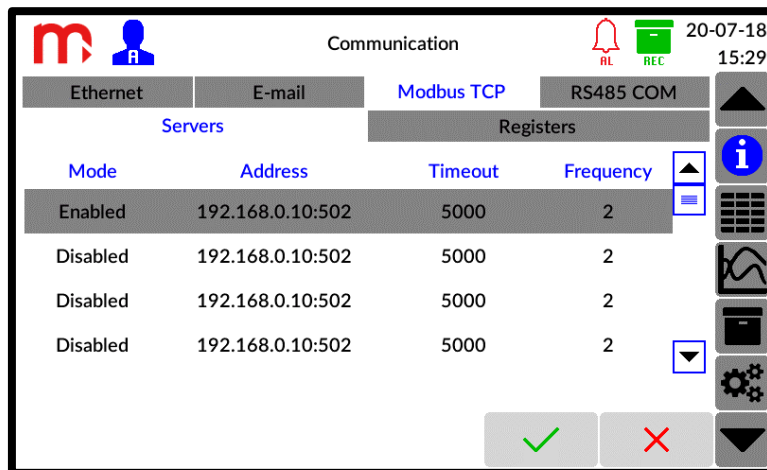 A
Communication
AL
REC
20-07-18
15:29
Ethernet E-mail Modbus TCP RS485 COM
Servers Registers
Mode Address Timeout Frequency
Enabled 192.168.0.10:502 5000 2
Disabled 192.168.0.10:502 5000 2
Disabled 192.168.0.10:502 5000 2
Disabled 192.168.0.10:502 5000 2